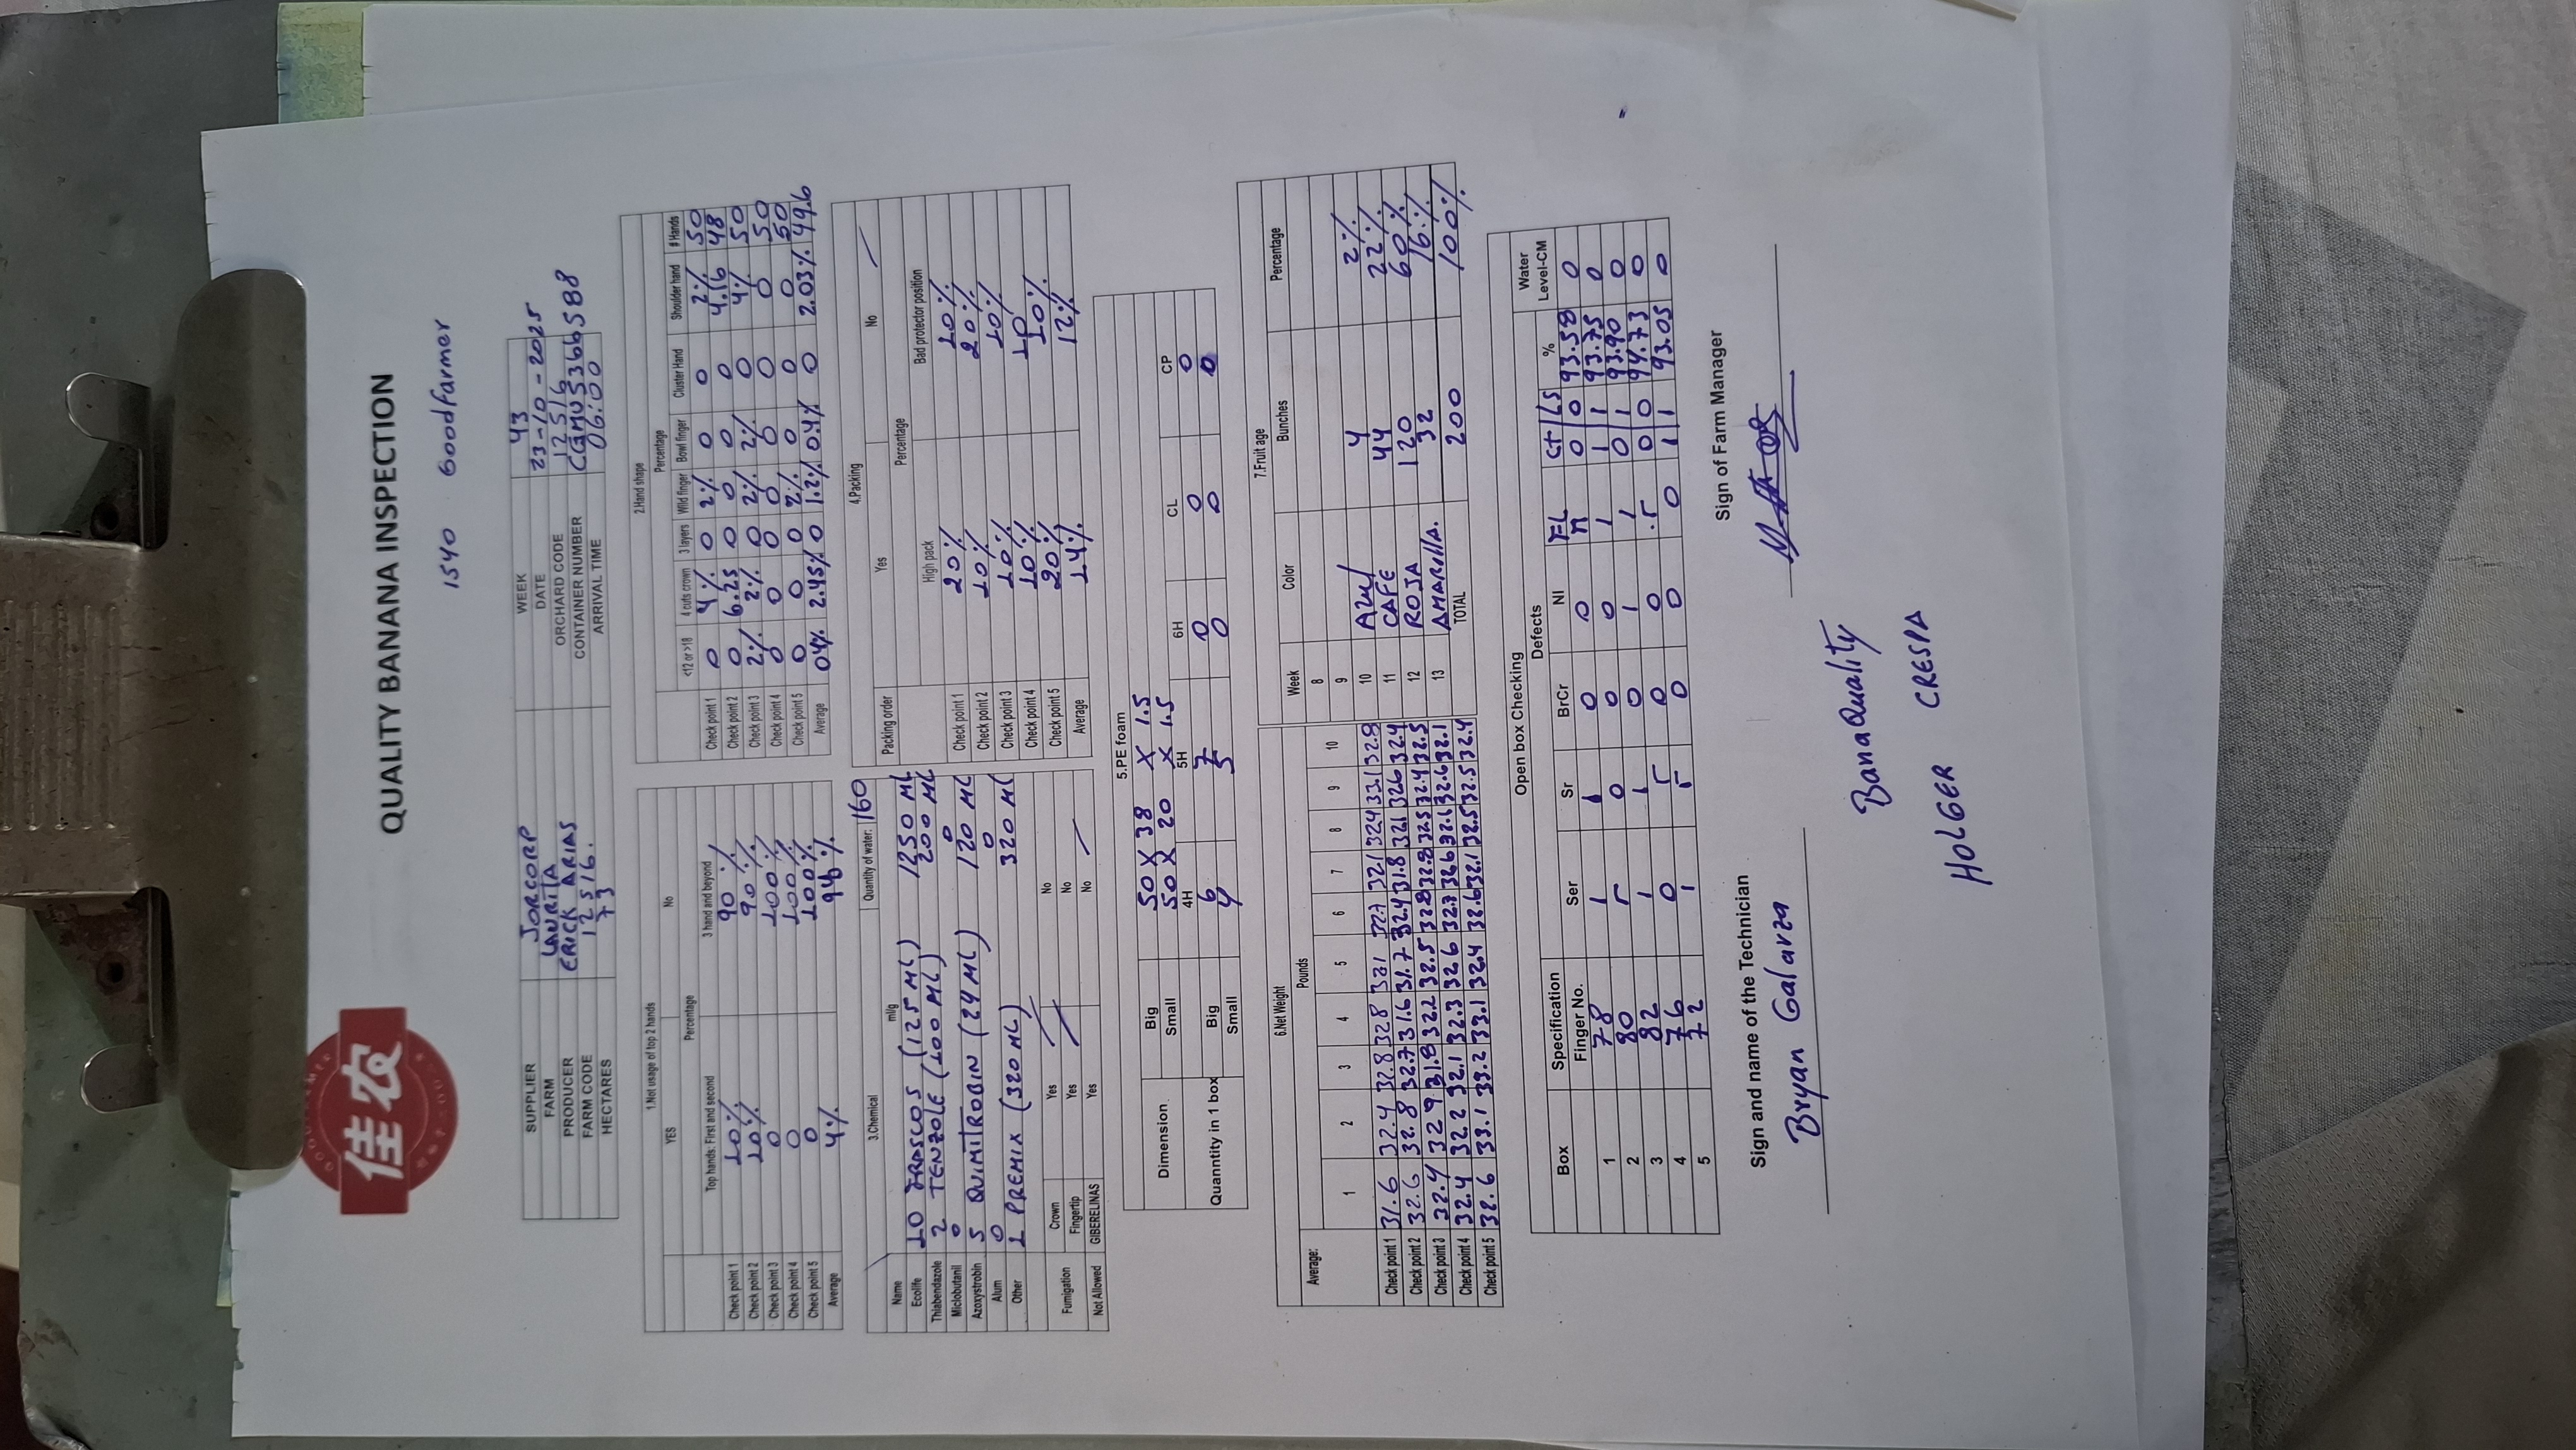 佳农
QUALITY BANANA INSPECTION
1540 Goodfarmer
SUPPLIER JORCORP WEEK 43
FARM LAURITA DATE 23-10-2025
PRODUCER ERICK ARIAS ORCHARD CODE 12516
FARM CODE 12516. CONTAINER NUMBER CGMU5366588
HECTARES 73 ARRIVAL TIME 06:00
1.Not usage of top 2 hands
YES No
Percentage
Top hands: First and second 3 hand and beyond
Check point 1 10% 90%
Check point 2 10% 90%
Check point 3 0 100%
Check point 4 0 100%
Check point 5 0 100%
Average 4%
2.Hand shape
Percentage
<12 or >18 4 cuts crown 3 layers Wild finger Bowl finger Cluster Hand Shoulder hand # Hands
Check point 1 0 4% 0 2% 0 0 2% 50
Check point 2 0 6.25 0 0 0 0 4.16 48
Check point 3 2% 2% 0 2% 2% 0 4% 50
Check point 4 0 0 0 0 0 0 0 50
Check point 5 0 0 0 2% 0 0 0 50
Average 04% 2.45% 0 1.2% 0.4% 0 2.03% 49.6
3.Chemical Quantity of water: 160
Name ml/g
Ecolife 10 FRASCOS (125 ML) 1250 ML
Thiabendazole 2 TENZOLE (100 ML) 200 ML
Miclobutanil 0 0
Azoxystrobin 5 QUIMITROBIN (24 ML) 120 ML
Alum 0 0
Other 1 PREMIX (320 ML) 320 ML
Fumigation Crown Yes No
Fingertip Yes No
Not Allowed GIBERELINAS Yes No
4.Packing
Packing order Yes No
Percentage
High pack Bad protector position
Check point 1 20% 10%
Check point 2 10% 20%
Check point 3 10% 10%
Check point 4 10% 10
Check point 5 20% 10%
Average 14% 12%
5.PE foam
Dimension Big 50 X 38 X 1.5
Small 50 X 20 X 1.5
4H 5H 6H CL CP
Quanntity in 1 box Big 6 7 0 0 0
Small 4 5 0 0 0
6.Net Weight
Average: Pounds
1 2 3 4 5 6 7 8 9 10
Check point 1 31.6 32.4 32.8 328 331 32.7 32.1 324 33.1 32.8
Check point 2 32.6 32.8 32.7 31.6 31.7 32.4 31.8 321 326 32.4
Check point 3 32.4 329 31.8 32.2 32.5 32.8 32.8 32.5 32.4 32.5
Check point 4 32.4 32.2 32.1 32.3 32.6 32.7 32.6 32.6 32.6 32.1
Check point 5 32.6 33.1 33.2 33.1 32.4 32.6 32.1 32.5 32.5 32.4
7.Fruit age
Week Color Bunches Percentage
8
9
10 Azul 4 2%
11 CAFE 44 22%
12 ROJA 120 60%
13 AMARILLA. 32 16%
TOTAL 200 100%
Open box Checking
Box Specification Defects Water
Finger No. Ser Sr BrCr NI FL Ct LS % Level-CM
1 78 1 1 0 0 0 0 93.58 0
2 80 0 0 0 1 1 1 93.75 0
3 82 1 1 0 1 1 0 1 93.90 0
4 76 0 0 0 0 0 94.73 0
5 72 1 0 0 0 1 1 93.05 0
Sign and name of the Technician
Bryan Galarza
Sign of Farm Manager
BanaQuality
HOLGER CRESPA